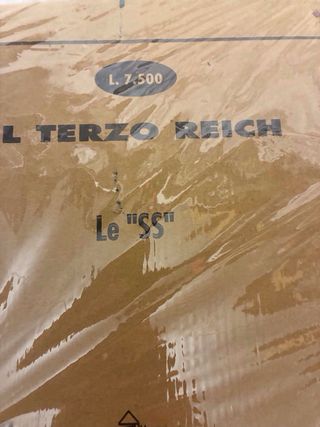 L. 7.500
L TERZO REICH
Le "SS"